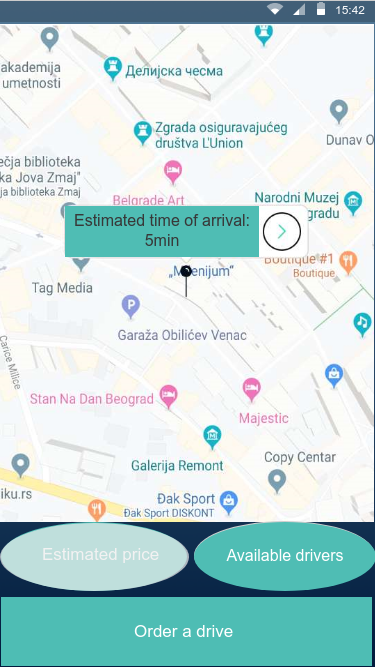 15:42
akademija
umetnosti
Делијска чесма
Zgrada osiguravajućeg
društva L'Union
Dunav O
ečja biblioteka
ka Jova Zmaj"
ja biblioteka Zmaj
Belgrade Art
Narodni Muzej
gradu
Estimated time of arrival:
5min
Boutique #1
Boutique
Tag Media
Garaža Obilićev Venac
Carice Milice
Stan Na Dan Beograd
Majestic
Galerija Remont
Copy Centar
iku.rs
Đak Sport
Đak Sport DISKONT
Estimated price
Available drivers
Order a drive